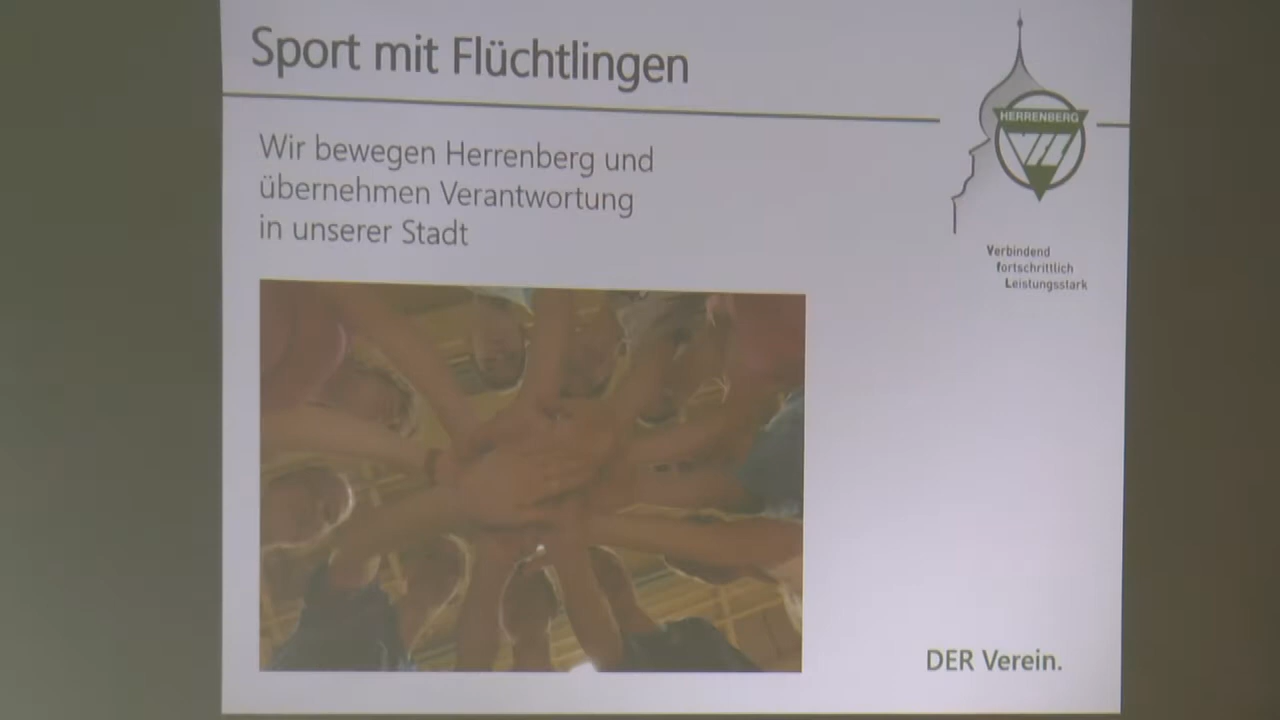 Sport mit Flüchtlingen
HERRENBERG
Wir bewegen Herrenberg und
übernehmen Verantwortung
in unserer Stadt
Verbindend
fortschrittlich
Leistungsstark
DER Verein.